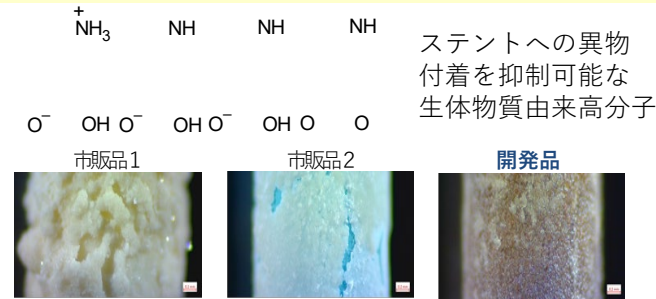 +
NH3 NH NH NH
ステントへの異物
付着を抑制可能な
生体物質由来高分子
O− OH O− OH O− OH O O
市販品1 市販品2 開発品